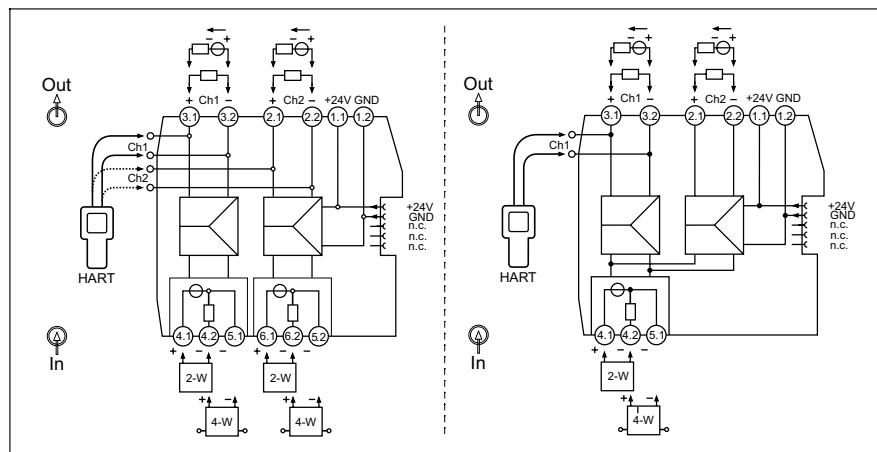 − +
− +
Out
+ Ch1 − + Ch2 − +24V GND
3.1 3.2 2.1 2.2 1.1 1.2
Ch1
Ch2
+24V
GND
n.c.
n.c.
n.c.
HART
4.1 4.2 5.1 6.1 6.2 5.2
In
+ − − + − −
2-W 2-W
+ − + −
4-W 4-W
− +
− +
Out
+ Ch1 − + Ch2 − +24V GND
3.1 3.2 2.1 2.2 1.1 1.2
Ch1
+24V
GND
n.c.
n.c.
n.c.
HART
4.1 4.2 5.1
In
+ − −
2-W
+ −
4-W